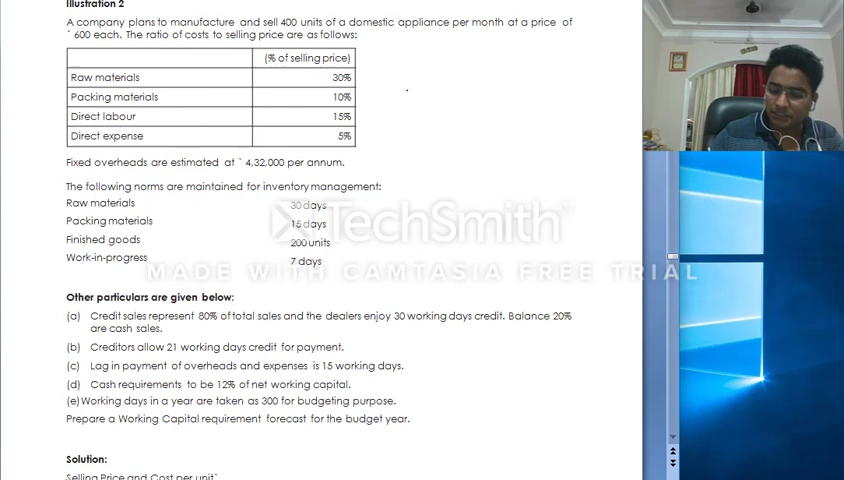 Illustration 2
A company plans to manufacture and sell 400 units of a domestic appliance per month at a price of
` 600 each. The ratio of costs to selling price are as follows:
(% of selling price)
Raw materials 30%
Packing materials 10%
Direct labour 15%
Direct expense 5%
Fixed overheads are estimated at ` 4,32,000 per annum.
The following norms are maintained for inventory management:
Raw materials 30 days
Packing materials 15 days
Finished goods 200 units
Work-in-progress 7 days
TechSmith
MADE WITH CAMTASIA FREE TRIAL
Other particulars are given below:
(a) Credit sales represent 80% of total sales and the dealers enjoy 30 working days credit. Balance 20%
are cash sales.
(b) Creditors allow 21 working days credit for payment.
(c) Lag in payment of overheads and expenses is 15 working days.
(d) Cash requirements to be 12% of net working capital.
(e) Working days in a year are taken as 300 for budgeting purpose.
Prepare a Working Capital requirement forecast for the budget year.
Solution:
Selling Price and Cost per unit`